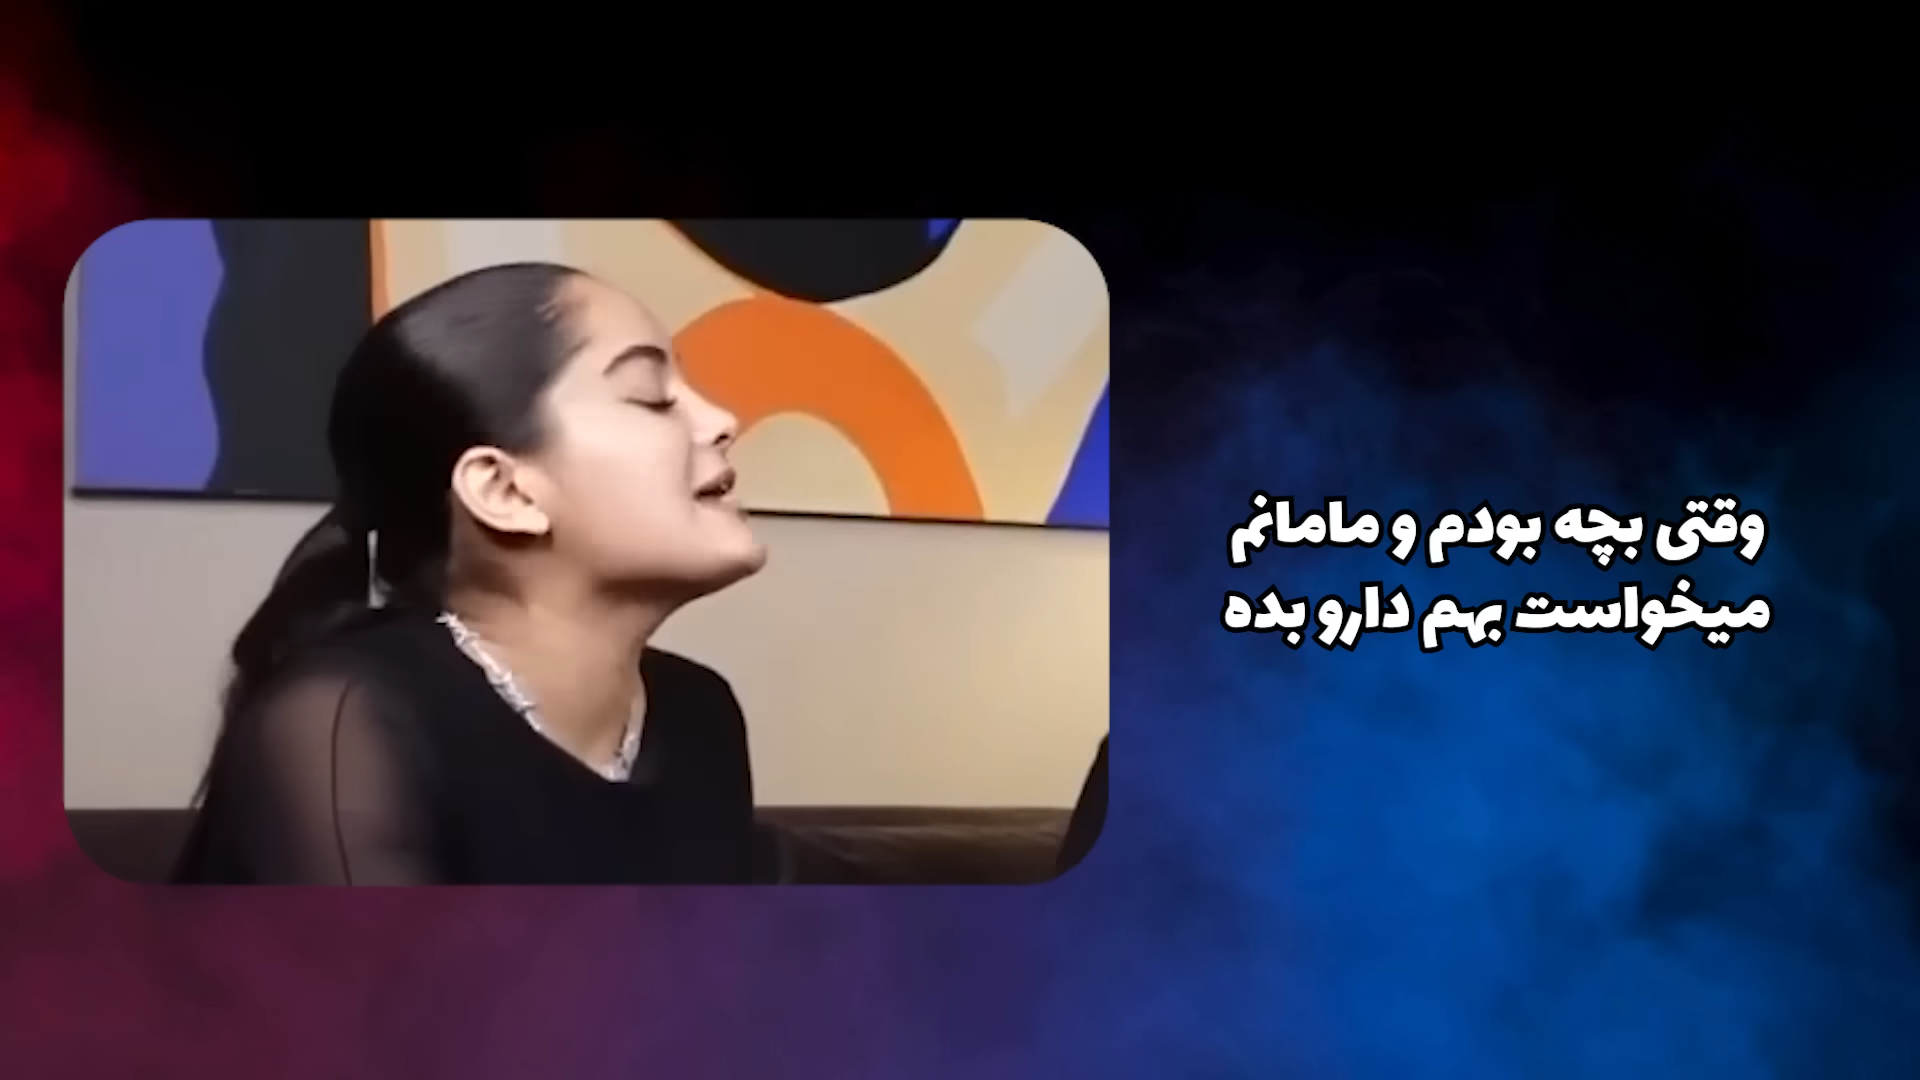 وقتی بچه بودم و مامانم
میخواست بهم دارو بده